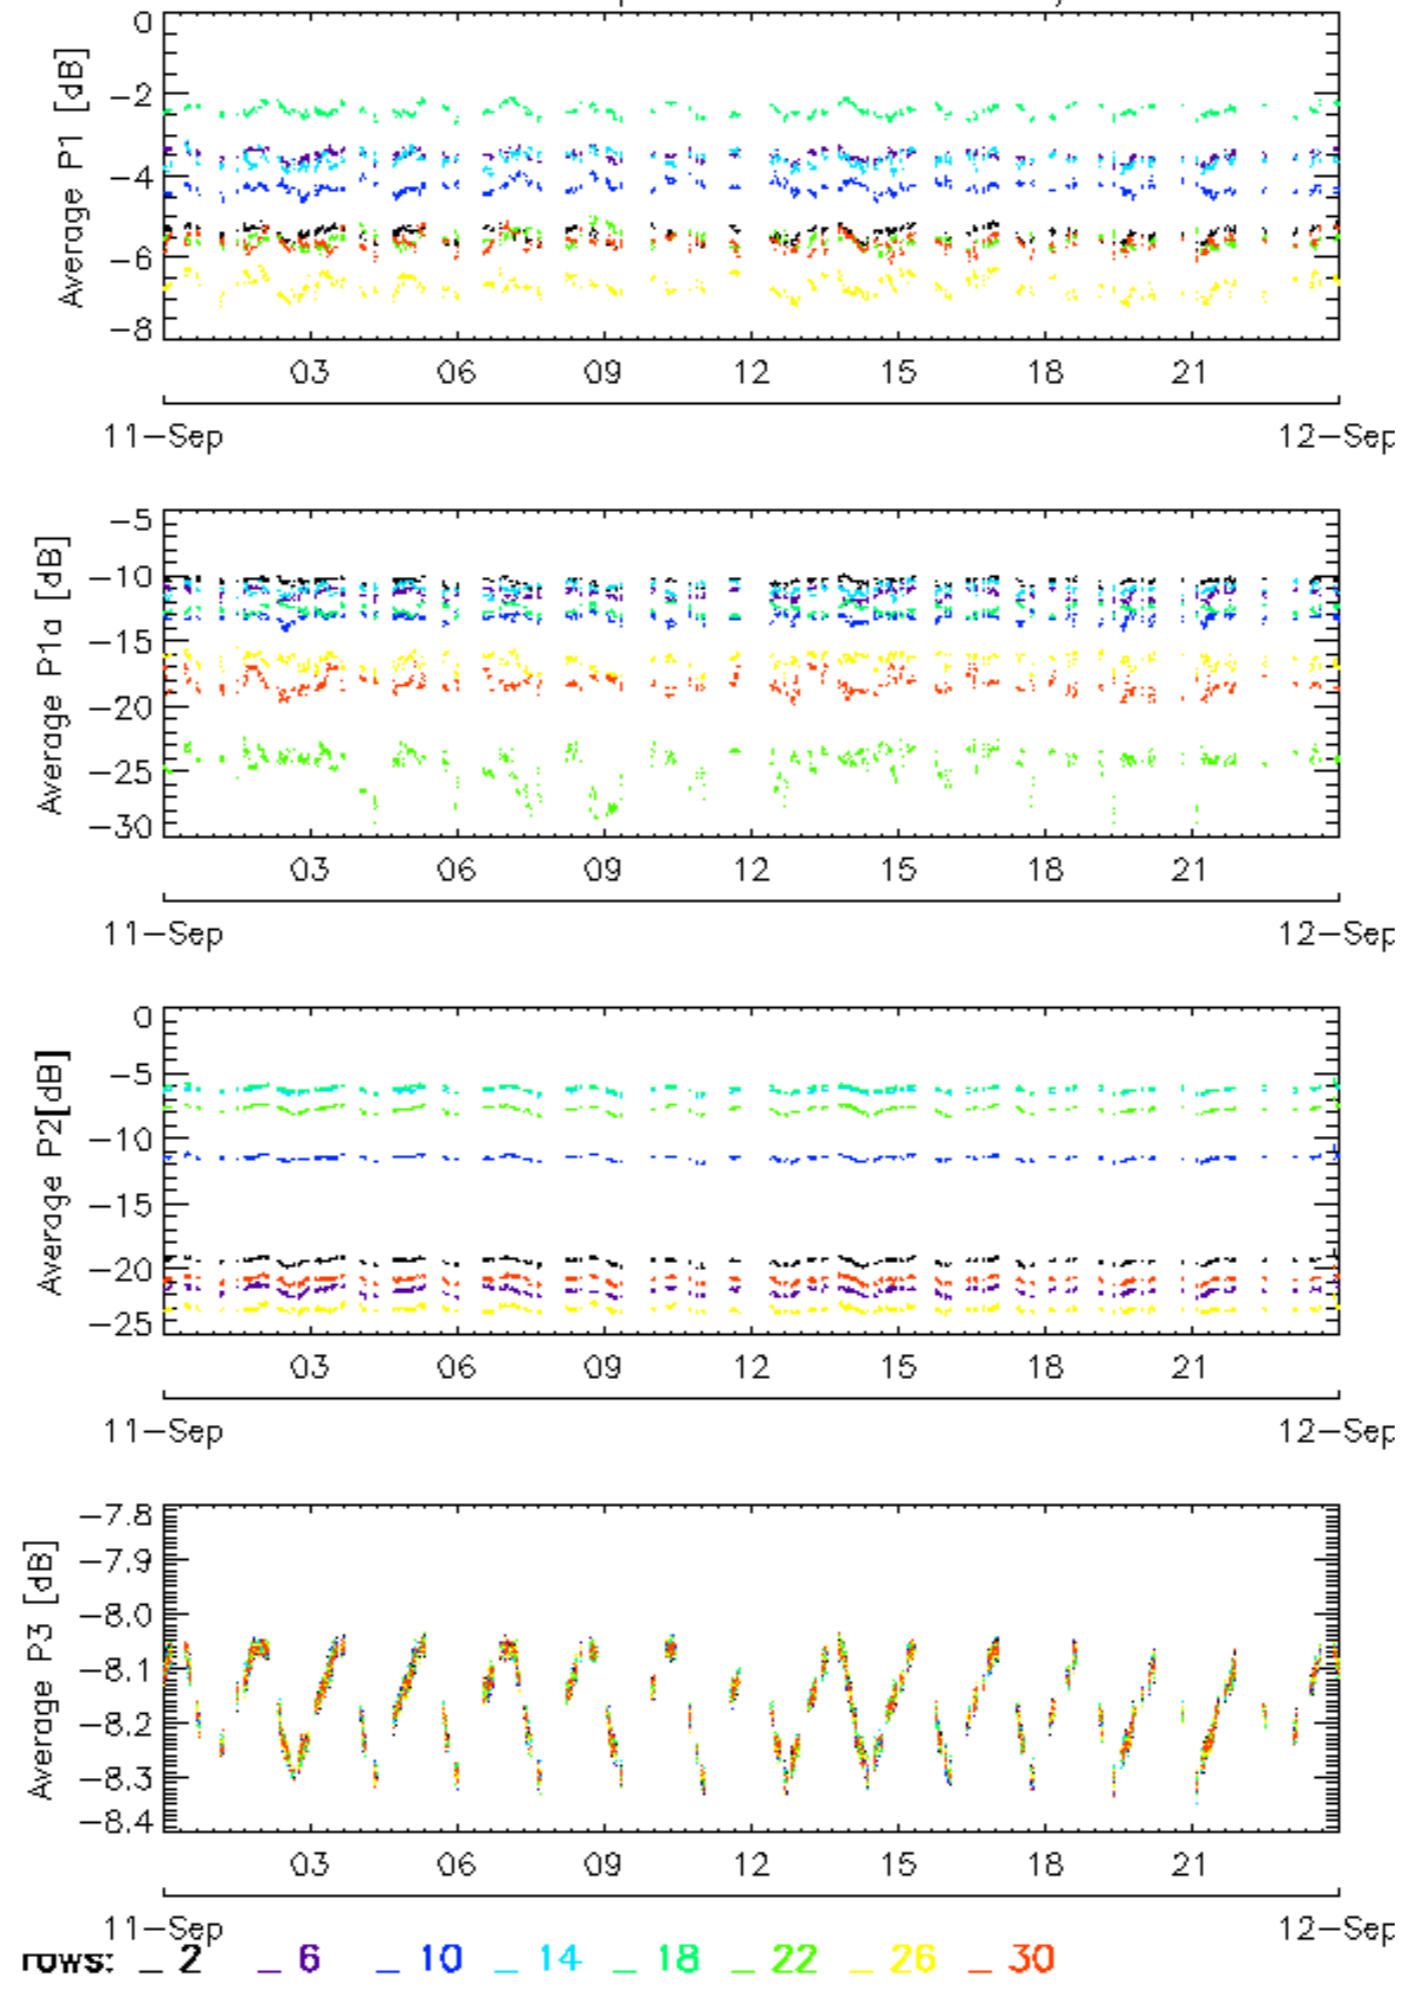 Average P1 [dB]
0
−2
−4
−6
−8
03 06 09 12 15 18 21
11−Sep 12−Sep
Average P1a [dB]
−5
−10
−15
−20
−25
−30
03 06 09 12 15 18 21
11−Sep 12−Sep
Average P2[dB]
0
−5
−10
−15
−20
−25
03 06 09 12 15 18 21
11−Sep 12−Sep
Average P3 [dB]
−7.8
−7.9
−8.0
−8.1
−8.2
−8.3
−8.4
03 06 09 12 15 18 21
11−Sep 12−Sep
rows: _ 2 _ 6 _ 10 _ 14 _ 18 _ 22 _ 26 _ 30